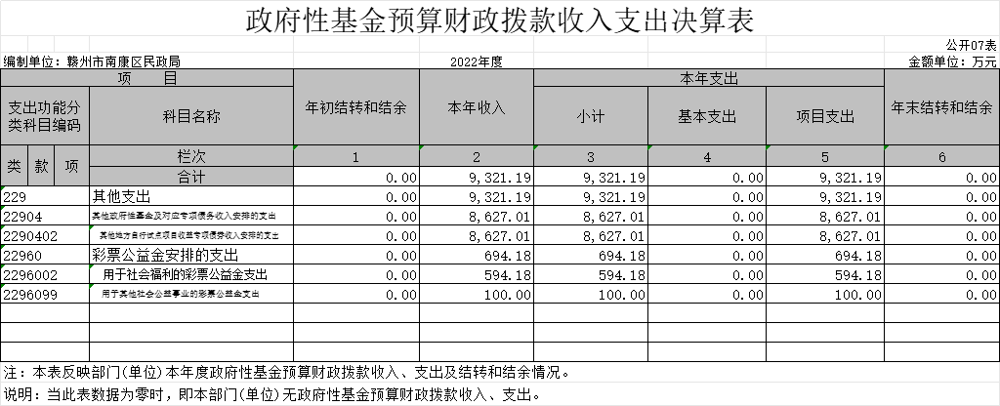 政府性基金预算财政拨款收入支出决算表
公开07表
编制单位：赣州市南康区民政局 2022年度 金额单位：万元
项 目 年初结转和结余 本年收入 本年支出 年末结转和结余
支出功能分类科目编码 科目名称 小计 基本支出 项目支出
类 款 项 栏次 1 2 3 4 5 6
合计 0.00 9,321.19 9,321.19 0.00 9,321.19 0.00
229 其他支出 0.00 9,321.19 9,321.19 0.00 9,321.19 0.00
22904 其他政府性基金及对应专项债务收入安排的支出 0.00 8,627.01 8,627.01 0.00 8,627.01 0.00
2290402 其他地方自行试点项目收益专项债券收入安排的支出 0.00 8,627.01 8,627.01 0.00 8,627.01 0.00
22960 彩票公益金安排的支出 0.00 694.18 694.18 0.00 694.18 0.00
2296002 用于社会福利的彩票公益金支出 0.00 594.18 594.18 0.00 594.18 0.00
2296099 用于其他社会公益事业的彩票公益金支出 0.00 100.00 100.00 0.00 100.00 0.00
注：本表反映部门(单位)本年度政府性基金预算财政拨款收入、支出及结转和结余情况。
说明：当此表数据为零时，即本部门(单位)无政府性基金预算财政拨款收入、支出。